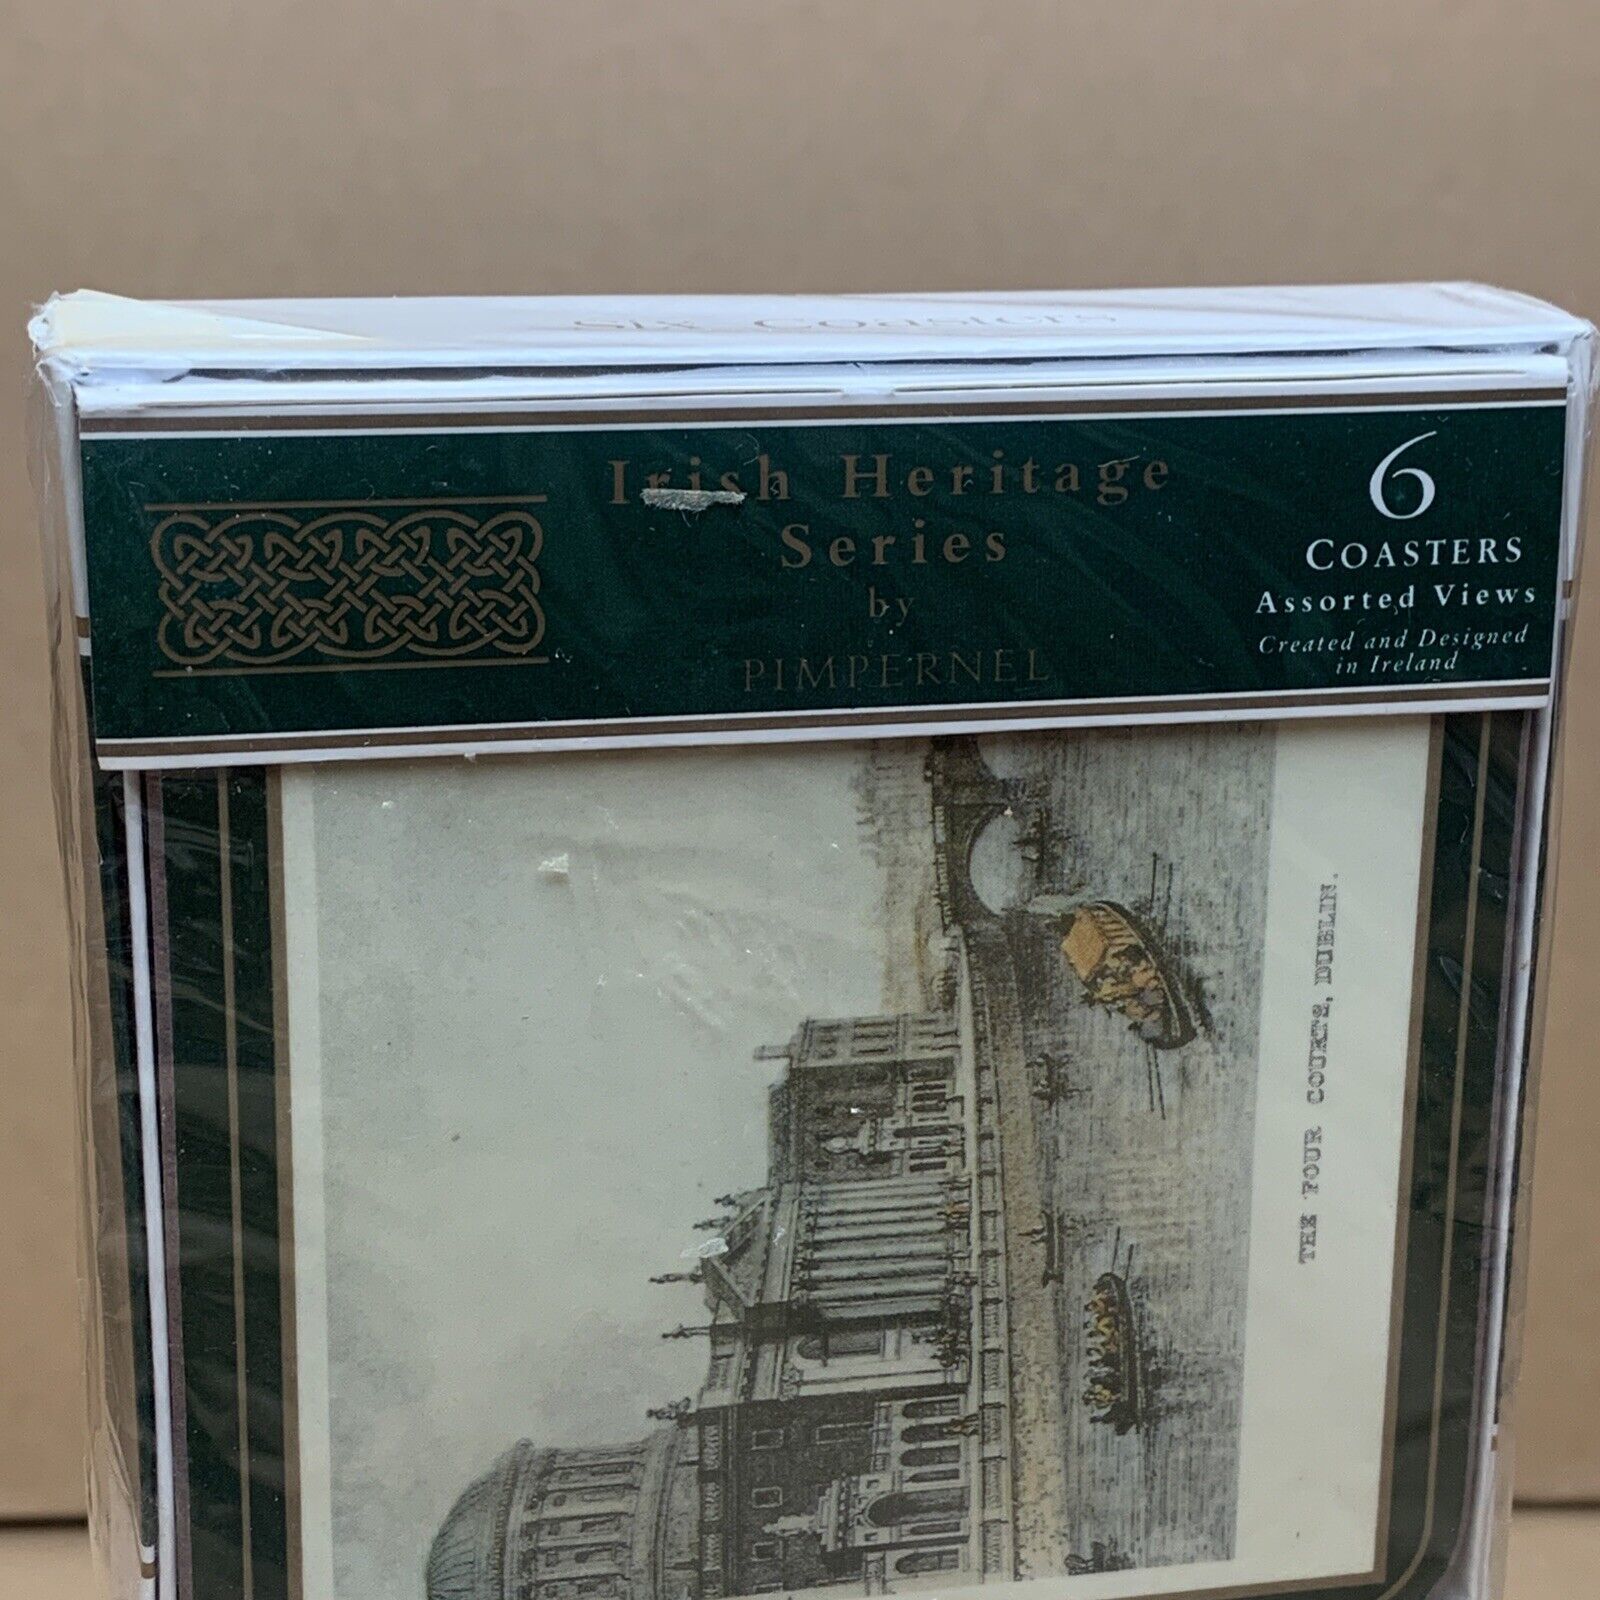 Six Coasters
Irish Heritage
Series
by
PIMPERNEL
6
COASTERS
Assorted Views
Created and Designed
in Ireland
THE FOUR COURTS, DUBLIN.